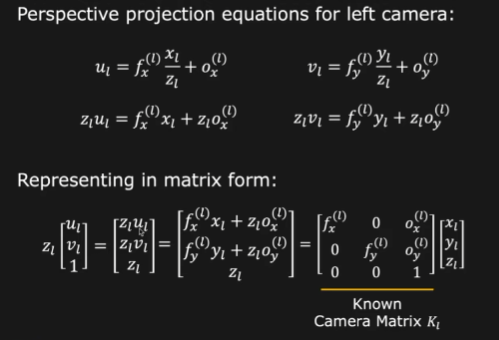 Perspective projection equations for left camera:
u_l = f_x^{(l)} \frac{x_l}{z_l} + o_x^{(l)}    v_l = f_y^{(l)} \frac{y_l}{z_l} + o_y^{(l)}
z_l u_l = f_x^{(l)} x_l + z_l o_x^{(l)}    z_l v_l = f_y^{(l)} y_l + z_l o_y^{(l)}
Representing in matrix form:
z_l \begin{bmatrix} u_l \\ v_l \\ 1 \end{bmatrix} = \begin{bmatrix} z_l u_l \\ z_l v_l \\ z_l \end{bmatrix} = \begin{bmatrix} f_x^{(l)} x_l + z_l o_x^{(l)} \\ f_y^{(l)} y_l + z_l o_y^{(l)} \\ z_l \end{bmatrix} = \begin{bmatrix} f_x^{(l)} & 0 & o_x^{(l)} \\ 0 & f_y^{(l)} & o_y^{(l)} \\ 0 & 0 & 1 \end{bmatrix} \begin{bmatrix} x_l \\ y_l \\ z_l \end{bmatrix}
Known
Camera Matrix K_l